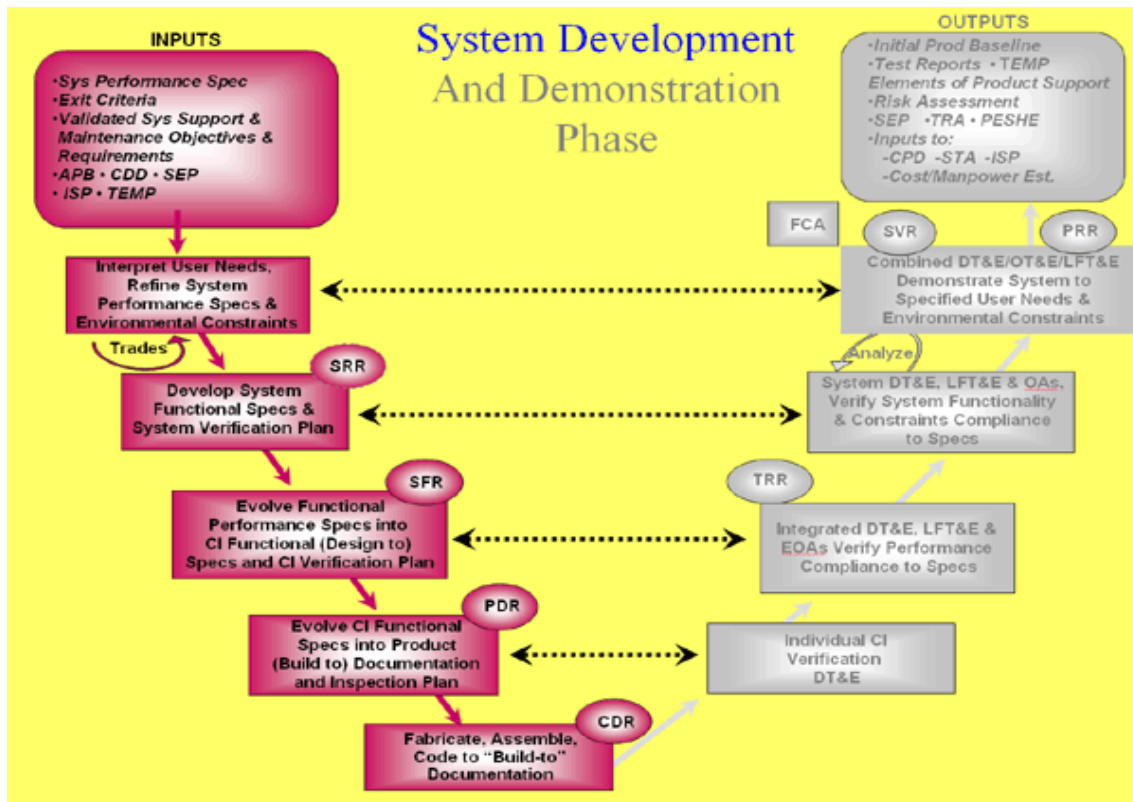 INPUTS
•Sys Performance Spec
•Exit Criteria
•Validated Sys Support &
Maintenance Objectives &
Requirements
•APB • CDD • SEP
• ISP • TEMP
System Development
And Demonstration
Phase
OUTPUTS
•Initial Prod Baseline
•Test Reports •TEMP
Elements of Product Support
•Risk Assessment
•SEP •TRA • PESHE
•Inputs to:
-CPD -STA -ISP
-Cost/Manpower Est.
FCA
SVR
PRR
Interpret User Needs,
Refine System
Performance Specs &
Environmental Constraints
Combined DT&E/OT&E/LFT&E
Demonstrate System to
Specified User Needs &
Environmental Constraints
Trades
Analyze
SRR
Develop System
Functional Specs &
System Verification Plan
System DT&E, LFT&E & OAs,
Verify System Functionality
& Constraints Compliance
to Specs
SFR
TRR
Evolve Functional
Performance Specs into
CI Functional (Design to)
Specs and CI Verification Plan
Integrated DT&E, LFT&E &
EOAs Verify Performance
Compliance to Specs
PDR
Evolve CI Functional
Specs into Product
(Build to) Documentation
and Inspection Plan
Individual CI
Verification
DT&E
CDR
Fabricate, Assemble,
Code to “Build-to”
Documentation